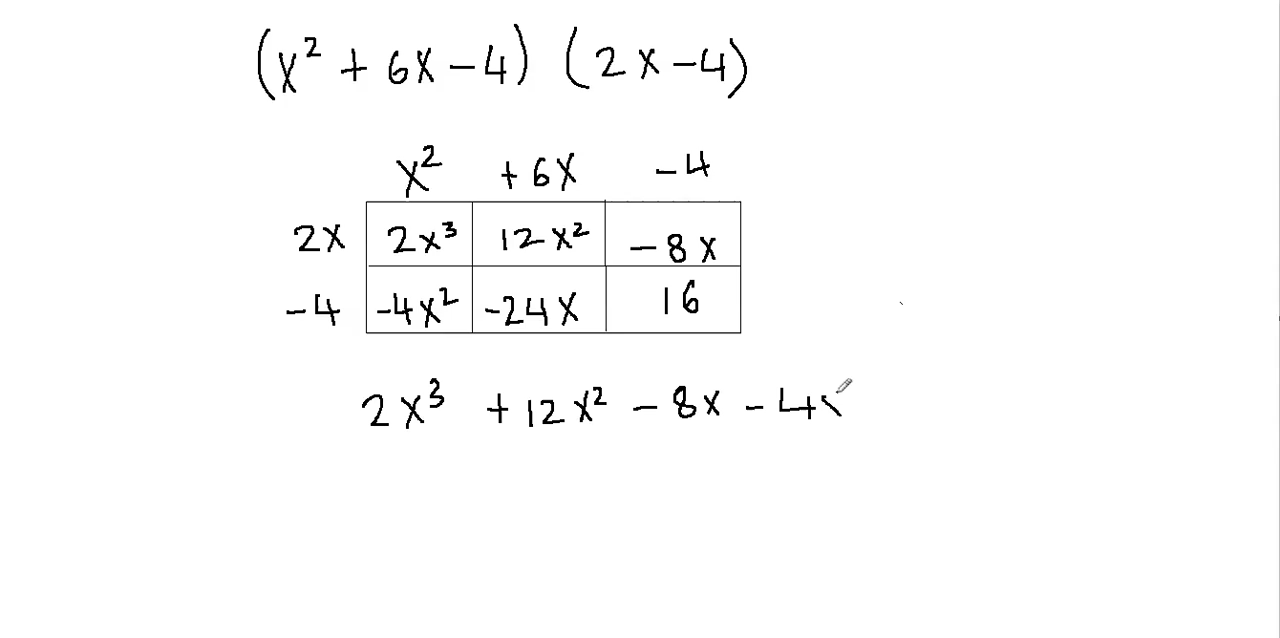 (x² + 6x - 4) (2x - 4)
x² + 6x - 4
2x 2x³ 12x² - 8x
- 4 -4x² -24x 16
2x³ + 12x² - 8x - 4